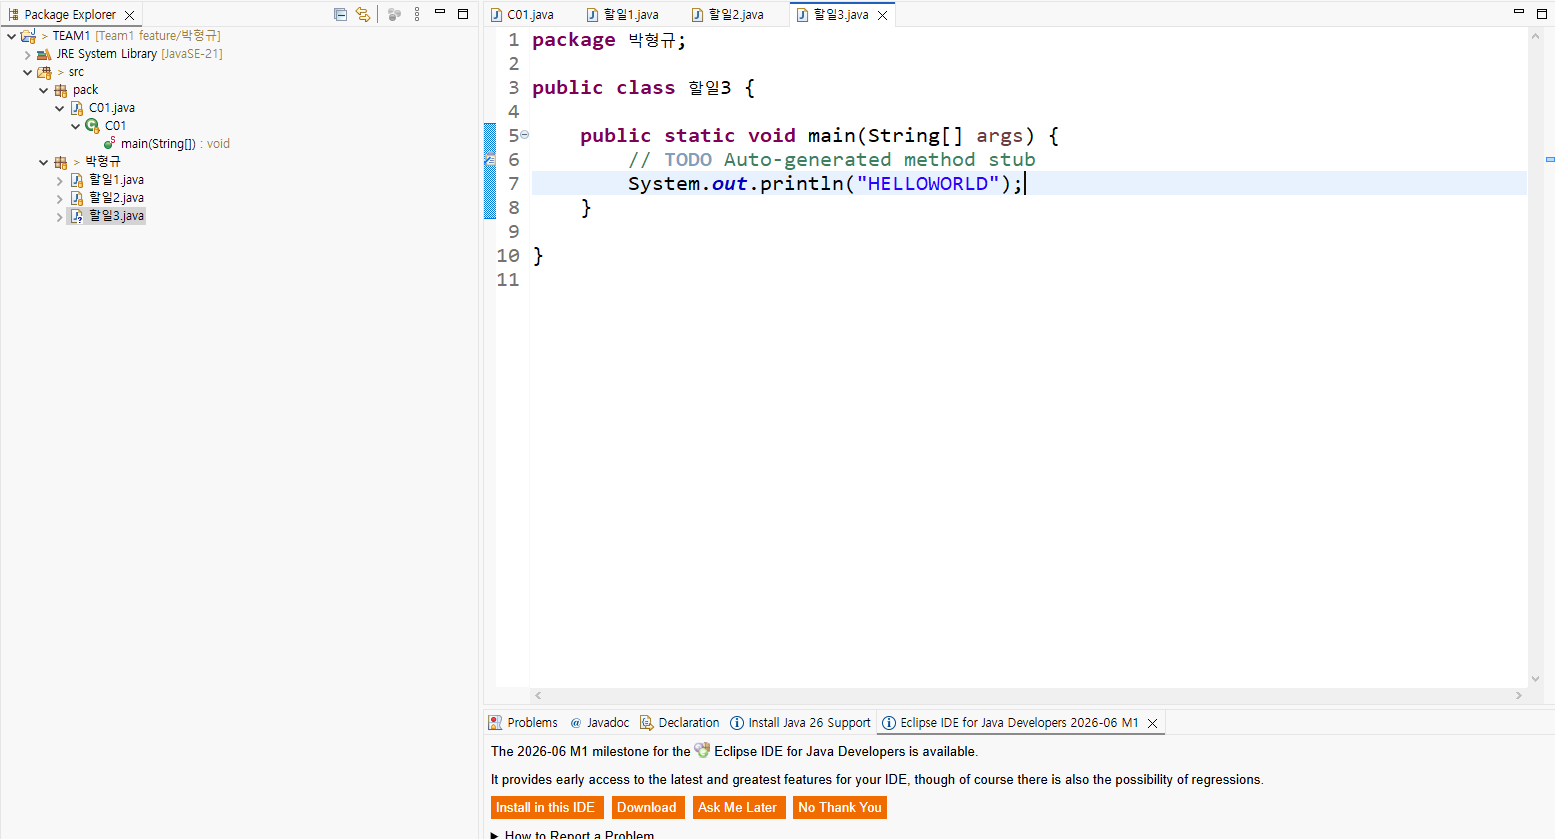 Package Explorer
TEAM1 [Team1 feature/박형규]
JRE System Library [JavaSE-21]
src
pack
C01.java
C01
main(String[]) : void
박형규
할일1.java
할일2.java
할일3.java
C01.java 할일1.java 할일2.java 할일3.java
1 package 박형규;
2
3 public class 할일3 {
4
5 public static void main(String[] args) {
6 // TODO Auto-generated method stub
7 System.out.println("HELLOWORLD");
8 }
9
10 }
11
Problems @ Javadoc Declaration Install Java 26 Support Eclipse IDE for Java Developers 2026-06 M1
The 2026-06 M1 milestone for the Eclipse IDE for Java Developers is available.
It provides early access to the latest and greatest features for your IDE, though of course there is also the possibility of regressions.
Install in this IDE Download Ask Me Later No Thank You
How to Report a Problem